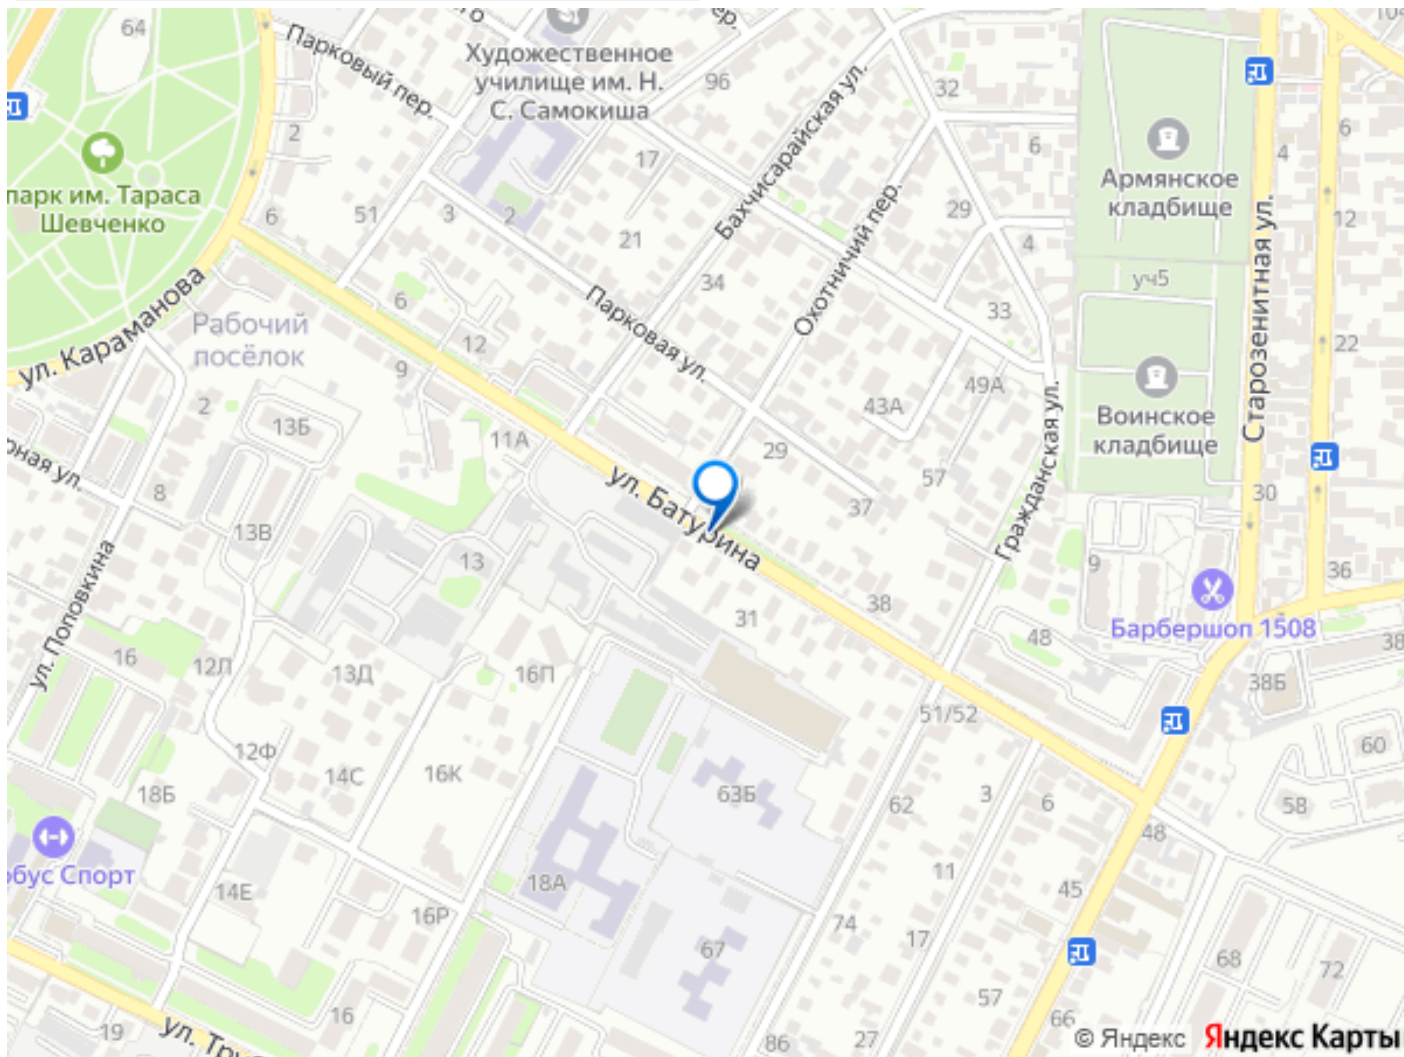 64
Парковый пер.
Художественное
училище им. Н.
С. Самокиша
пер.
96
32
2
17
6
4
6
парк им. Тараса
Шевченко
6
51
3
2
21
Бахчисарайская ул.
34
Охотничий пер.
29
4
33
Армянское
кладбище
уч5
12
Старозенитная ул.
22
ул. Караманова
Рабочий
посёлок
6
12
9
Парковая ул.
2
13Б
11А
43А
49А
Воинское
кладбище
8
13В
29
57
37
30
Гражданская ул.
ул. Батурина
13
9
36
ул. Поповкина
31
38
48
Барбершоп 1508
38
16
12Л
13Д
16П
51/52
38Б
12Ф
14С
16К
18Б
63Б
62
3
6
60
58
48
обус Спорт
14Е
18А
11
45
16Р
74
17
67
68
72
16
57
19
86
27
66
© Яндекс Яндекс Карты